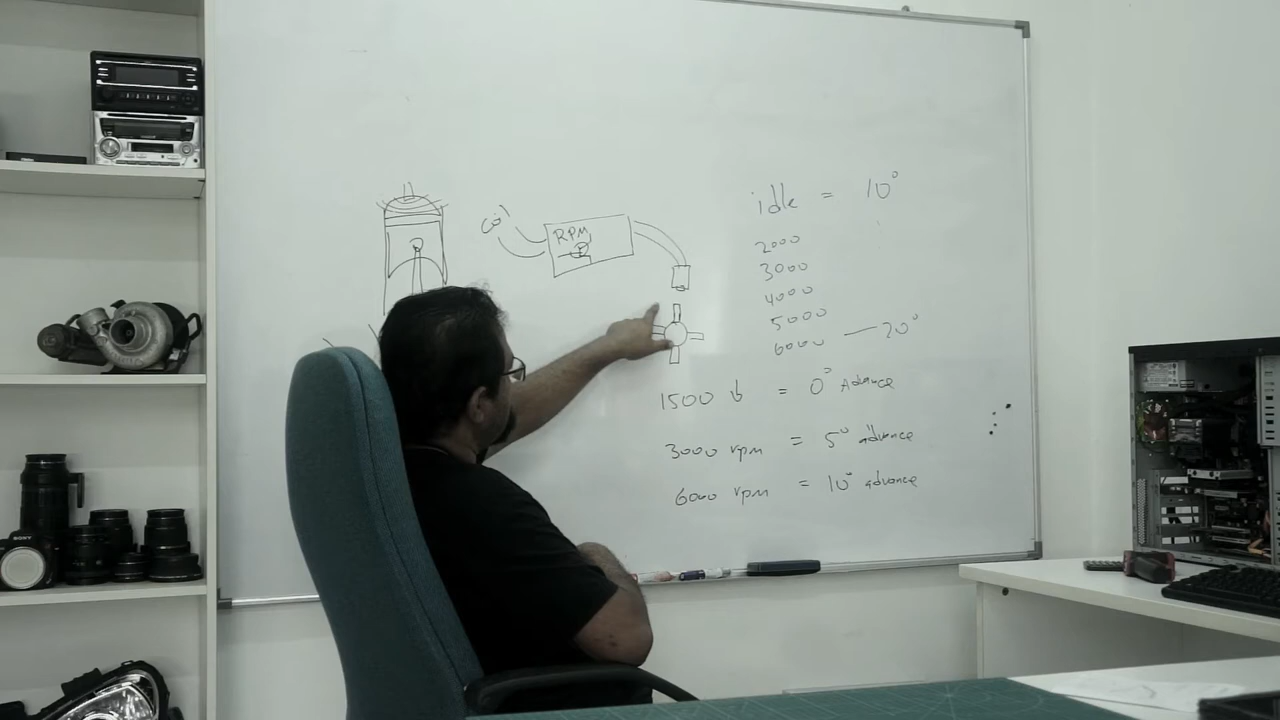 idle = 10°
RPM
2000
3000
4000
5000
6000 — 20°
1500 ↓ = 0° Advance
3000 rpm = 5° advance
6000 rpm = 10° advance
SONY